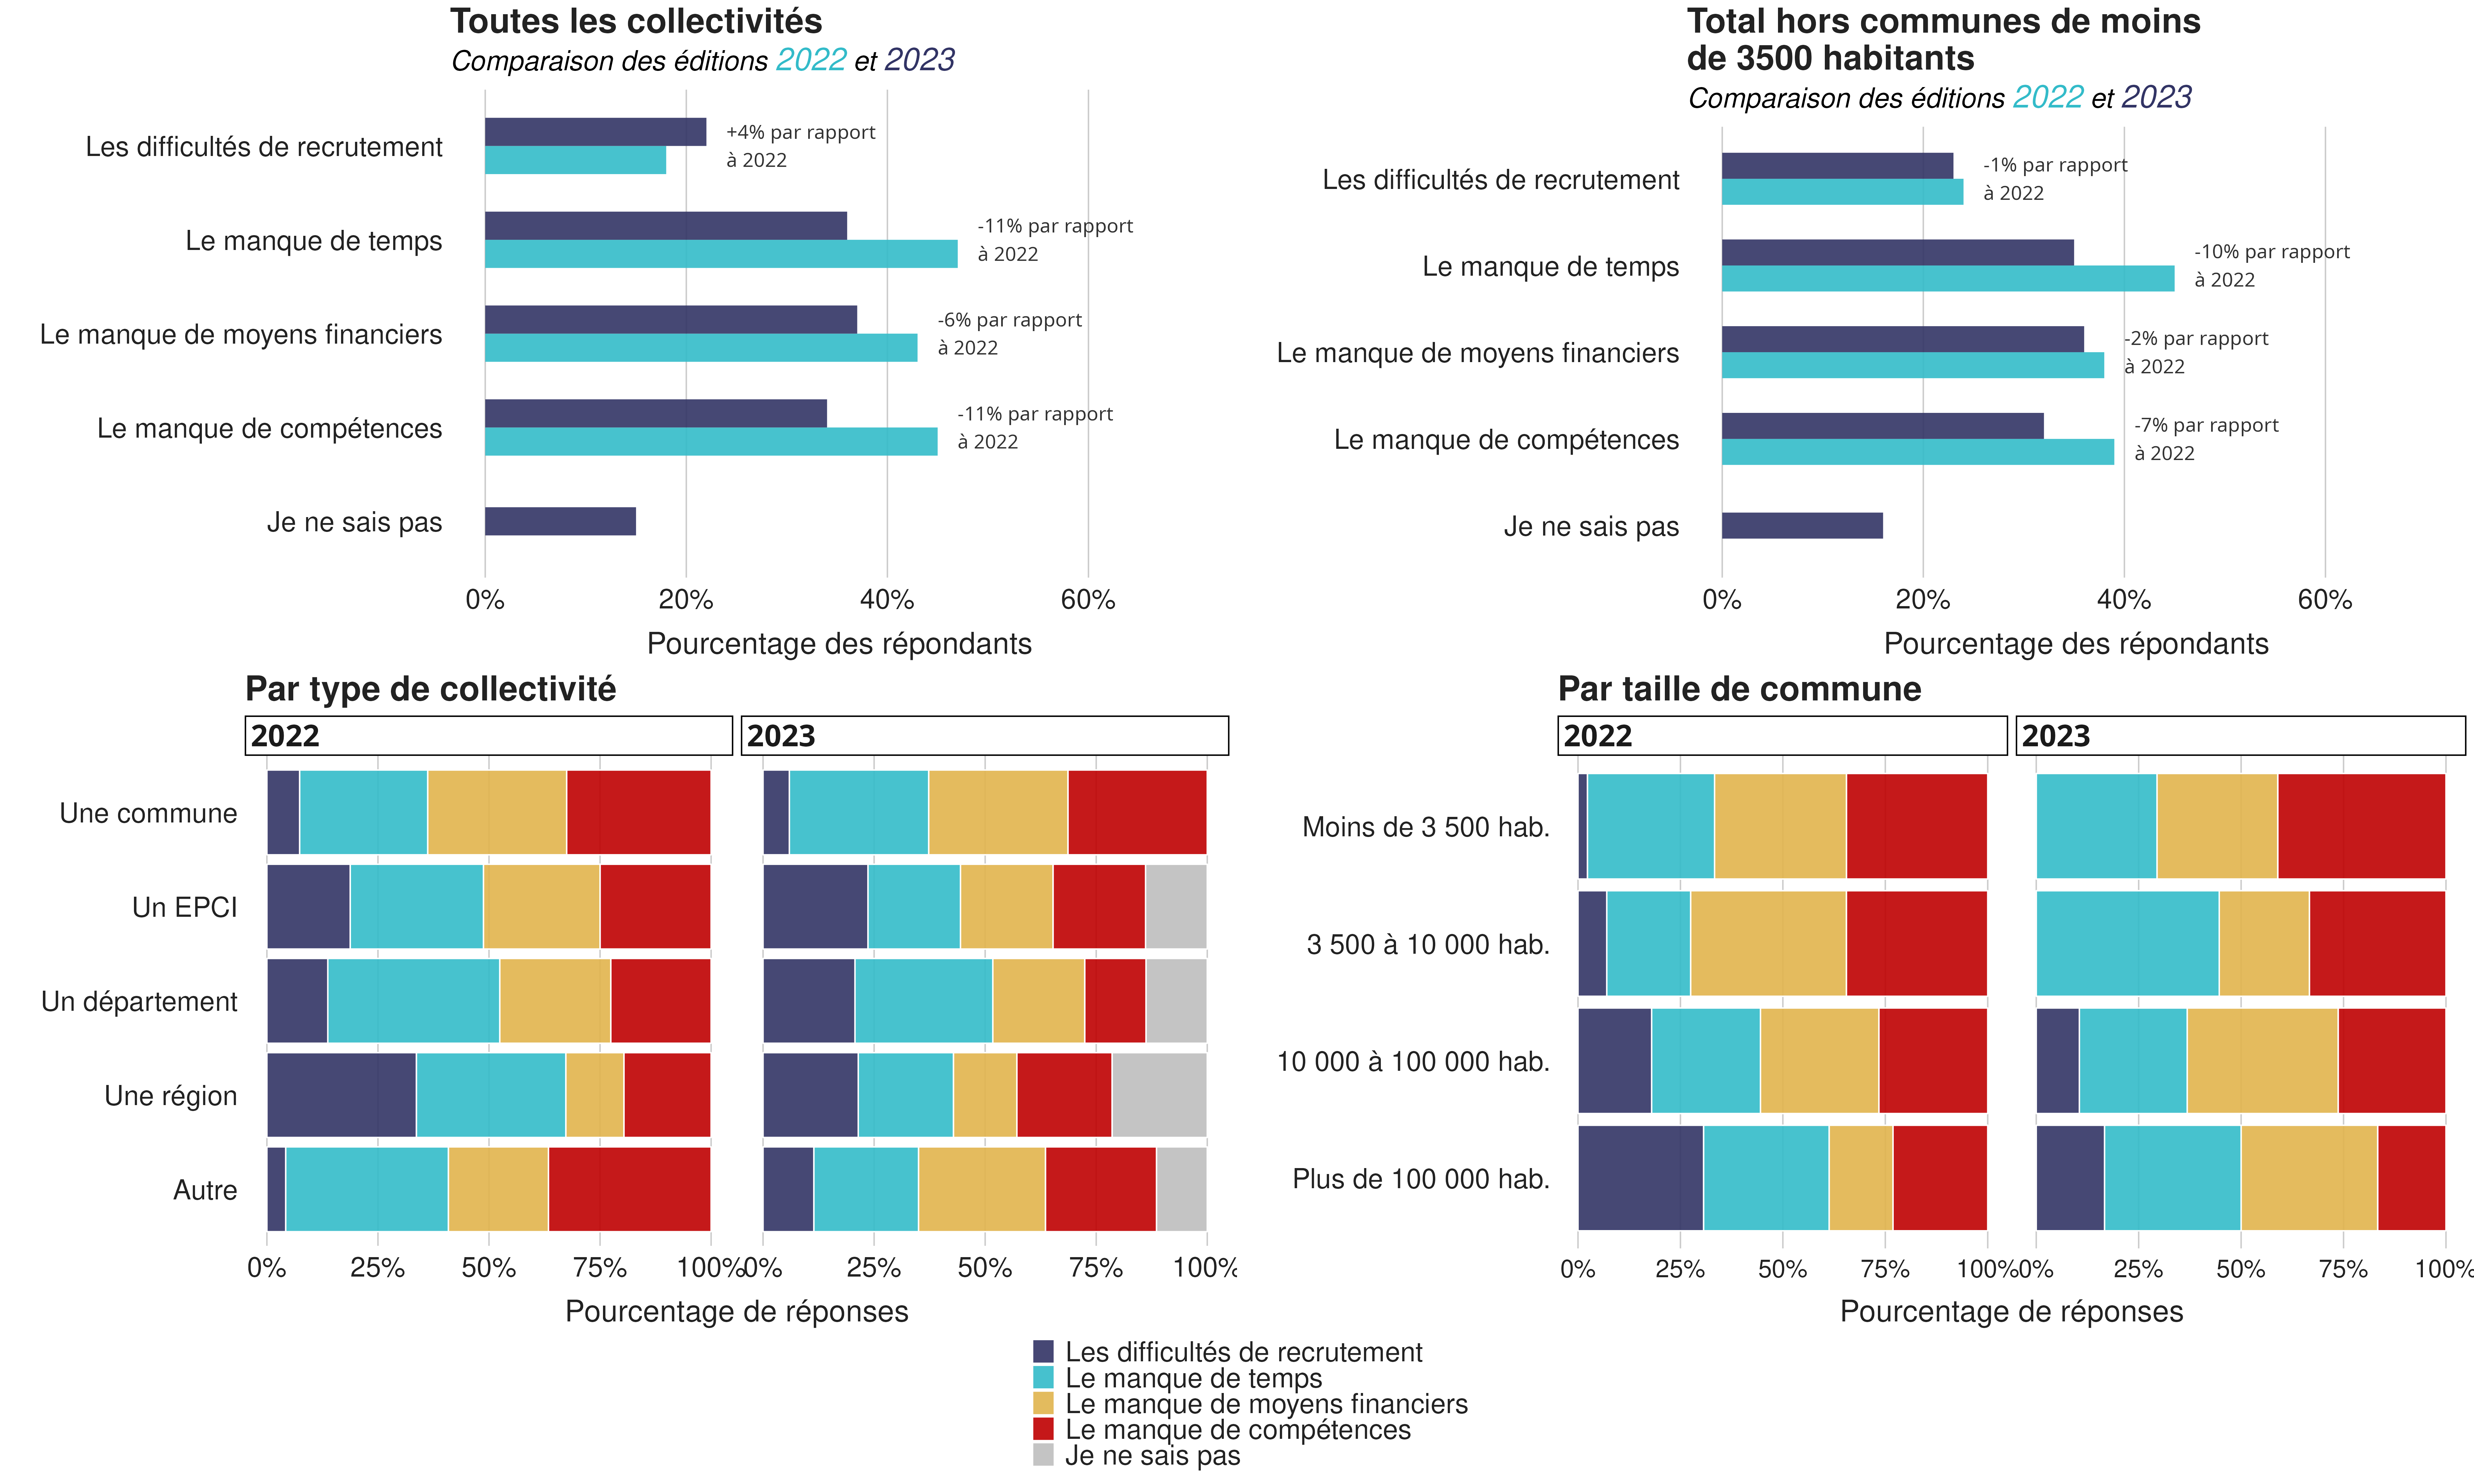 Toutes les collectivités
Comparaison des éditions 2022 et 2023
Les difficultés de recrutement
+4% par rapport
à 2022
Le manque de temps
-11% par rapport
à 2022
Le manque de moyens financiers
-6% par rapport
à 2022
Le manque de compétences
-11% par rapport
à 2022
Je ne sais pas
0% 20% 40% 60%
Pourcentage des répondants
Total hors communes de moins
de 3500 habitants
Comparaison des éditions 2022 et 2023
Les difficultés de recrutement
-1% par rapport
à 2022
Le manque de temps
-10% par rapport
à 2022
Le manque de moyens financiers
-2% par rapport
à 2022
Le manque de compétences
-7% par rapport
à 2022
Je ne sais pas
0% 20% 40% 60%
Pourcentage des répondants
Par type de collectivité
2022 2023
Une commune
Un EPCI
Un département
Une région
Autre
0% 25% 50% 75% 100% 0% 25% 50% 75% 100%
Pourcentage de réponses
Par taille de commune
2022 2023
Moins de 3 500 hab.
3 500 à 10 000 hab.
10 000 à 100 000 hab.
Plus de 100 000 hab.
0% 25% 50% 75% 100% 0% 25% 50% 75% 100%
Pourcentage de réponses
Les difficultés de recrutement
Le manque de temps
Le manque de moyens financiers
Le manque de compétences
Je ne sais pas